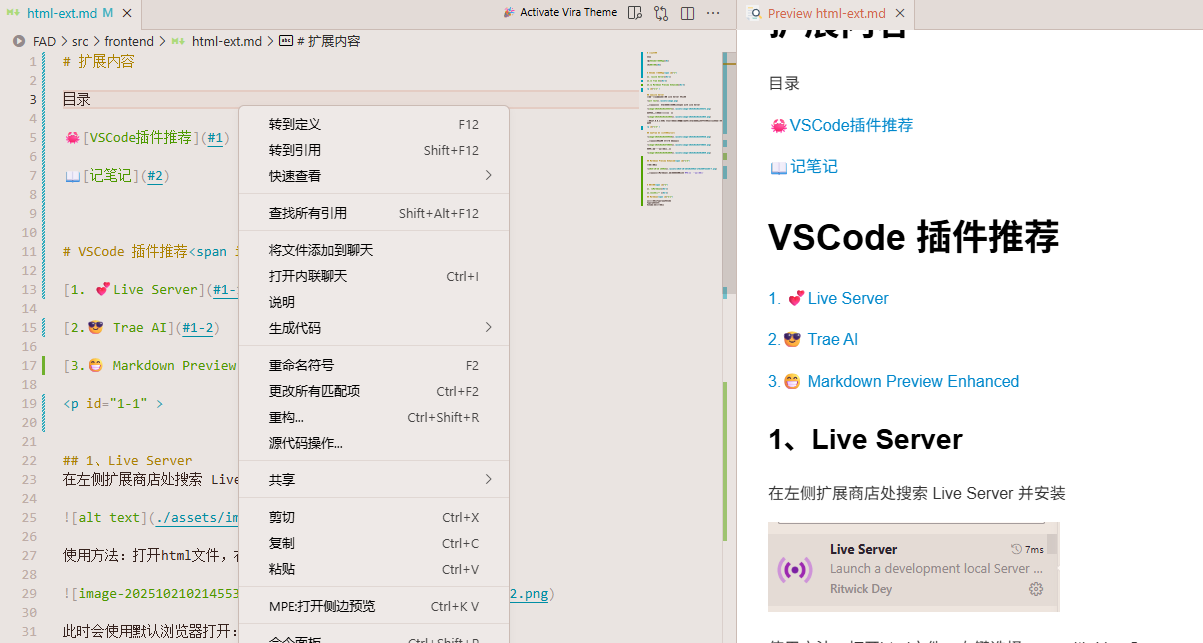 html-ext.md M
Activate Vira Theme
FAD > src > frontend > html-ext.md > # 扩展内容
1 # 扩展内容
2
3 目录
4
5 🦀[VSCode插件推荐](#1)
6
7 📖[记笔记](#2)
8
9
10
11 # VSCode 插件推荐<span
12
13 [1. 💕Live Server](#1-
14
15 [2.😎 Trae AI](#1-2)
16
17 [3.😁 Markdown Preview
18
19 <p id="1-1" >
20
21
22 ## 1、Live Server
23 在左侧扩展商店处搜索 Live
24
25 ![alt text](./assets/im
26
27 使用方法：打开html文件，
28
29 ![image-20251021021455 2.png)
30
31 此时会使用默认浏览器打开：
转到定义 F12
转到引用 Shift+F12
快速查看
查找所有引用 Shift+Alt+F12
将文件添加到聊天
打开内联聊天 Ctrl+I
说明
生成代码
重命名符号 F2
更改所有匹配项 Ctrl+F2
重构... Ctrl+Shift+R
源代码操作...
共享
剪切 Ctrl+X
复制 Ctrl+C
粘贴 Ctrl+V
MPE:打开侧边预览 Ctrl+K V
命令面板 Ctrl+Shift+P
Preview html-ext.md
扩展内容
目录
🦀VSCode插件推荐
📖记笔记
VSCode 插件推荐
1. 💕 Live Server
2.😎 Trae AI
3.😁 Markdown Preview Enhanced
1、Live Server
在左侧扩展商店处搜索 Live Server 并安装
Live Server 7ms
Launch a development local Server ...
Ritwick Dey